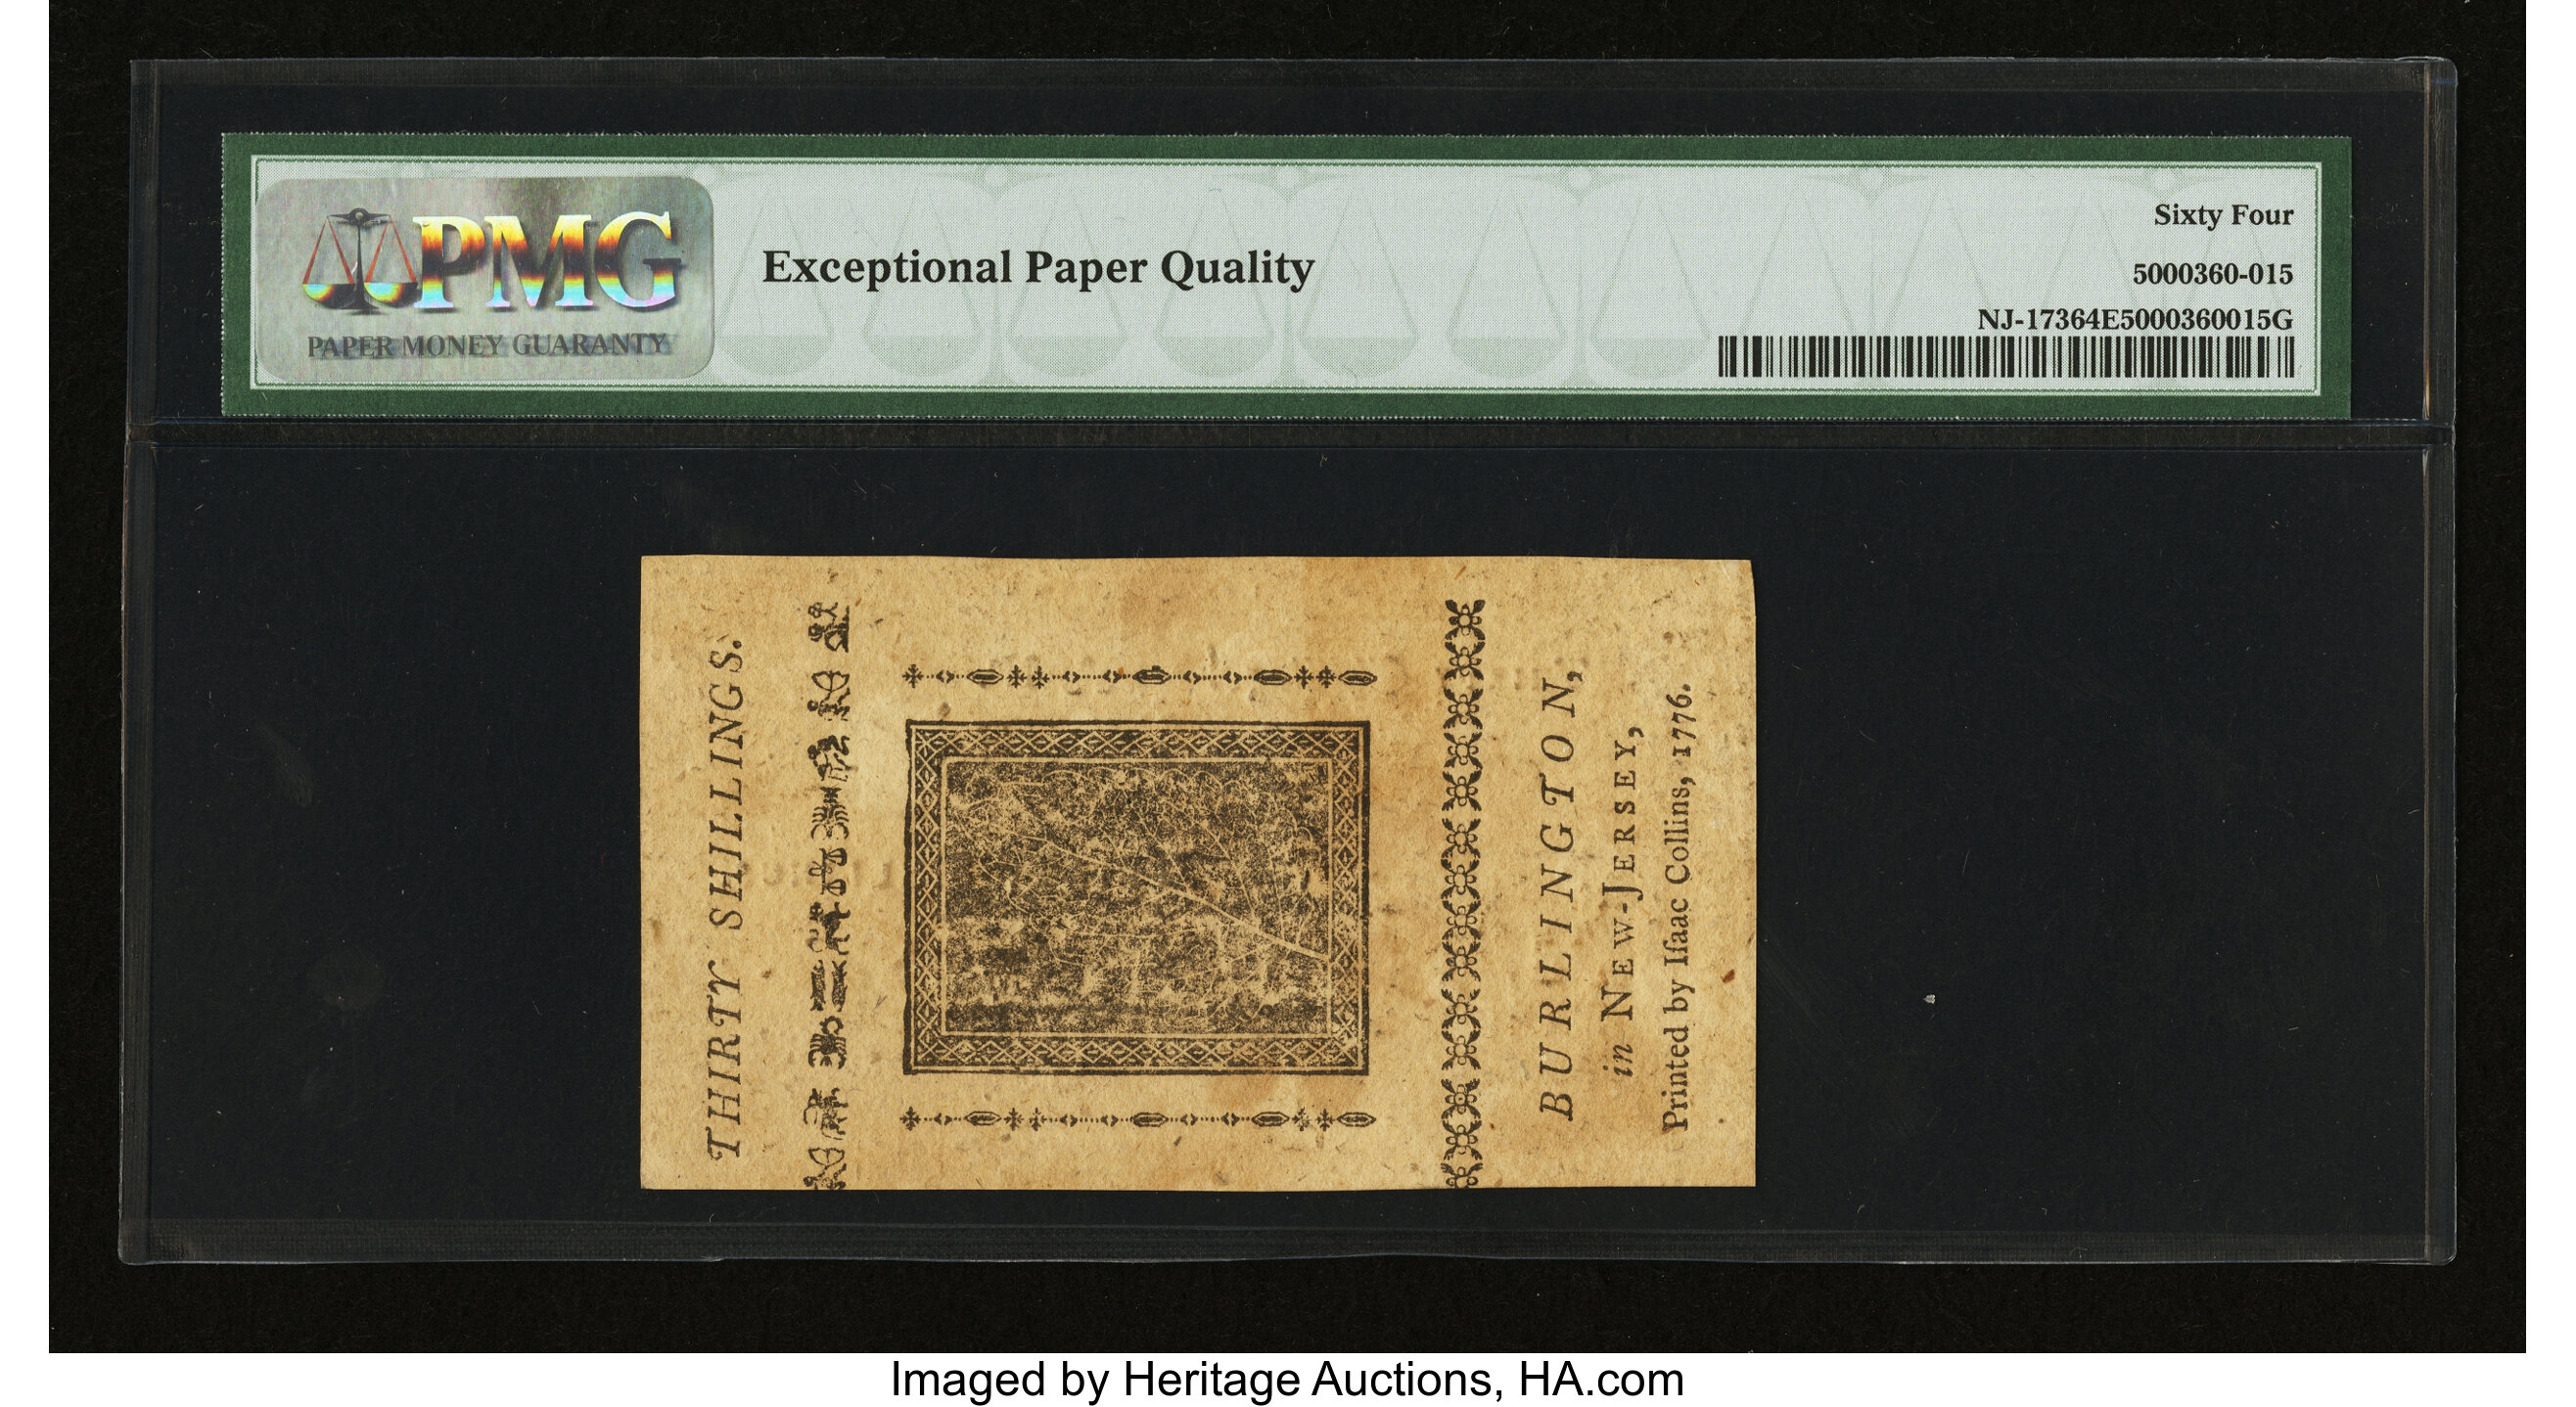 PMG
PAPER MONEY GUARANTY
Exceptional Paper Quality
Sixty Four
5000360-015
NJ-17364E5000360015G
THIRTY SHILLINGS.
BURLINGTON,
in NEW-JERSEY,
Printed by Iſaac Collins, 1776.
Imaged by Heritage Auctions, HA.com